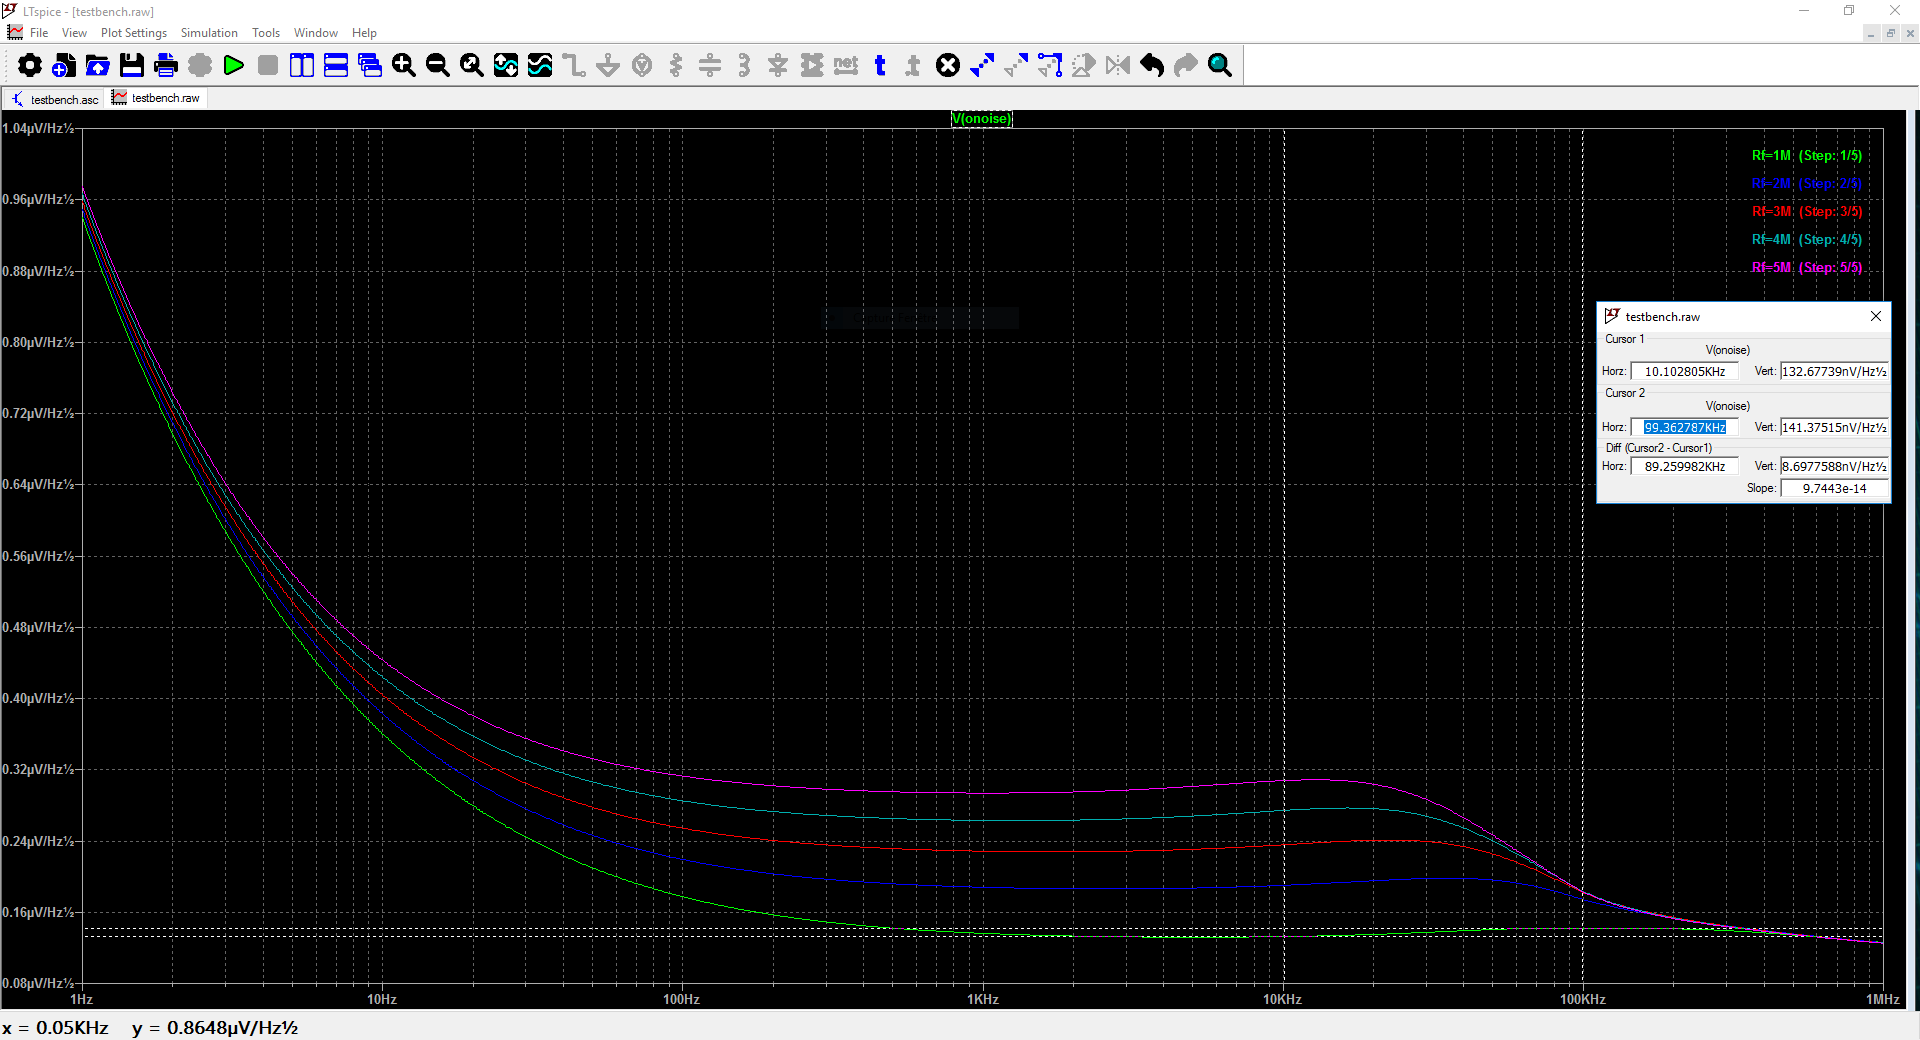 LTspice - [testbench.raw]
File View Plot Settings Simulation Tools Window Help
testbench.asc testbench.raw
V(onoise)
1.04µV/Hz½
0.96µV/Hz½
0.88µV/Hz½
0.80µV/Hz½
0.72µV/Hz½
0.64µV/Hz½
0.56µV/Hz½
0.48µV/Hz½
0.40µV/Hz½
0.32µV/Hz½
0.24µV/Hz½
0.16µV/Hz½
0.08µV/Hz½
Rf=1M (Step: 1/5)
Rf=2M (Step: 2/5)
Rf=3M (Step: 3/5)
Rf=4M (Step: 4/5)
Rf=5M (Step: 5/5)
testbench.raw
Cursor 1
V(onoise)
Horz: 10.102805KHz Vert: 132.67739nV/Hz½
Cursor 2
V(onoise)
Horz: 99.362787KHz Vert: 141.37515nV/Hz½
Diff (Cursor2 - Cursor1)
Horz: 89.259982KHz Vert: 8.6977588nV/Hz½
Slope: 9.7443e-14
1Hz 10Hz 100Hz 1KHz 10KHz 100KHz 1MHz
x = 0.05KHz y = 0.8648µV/Hz½